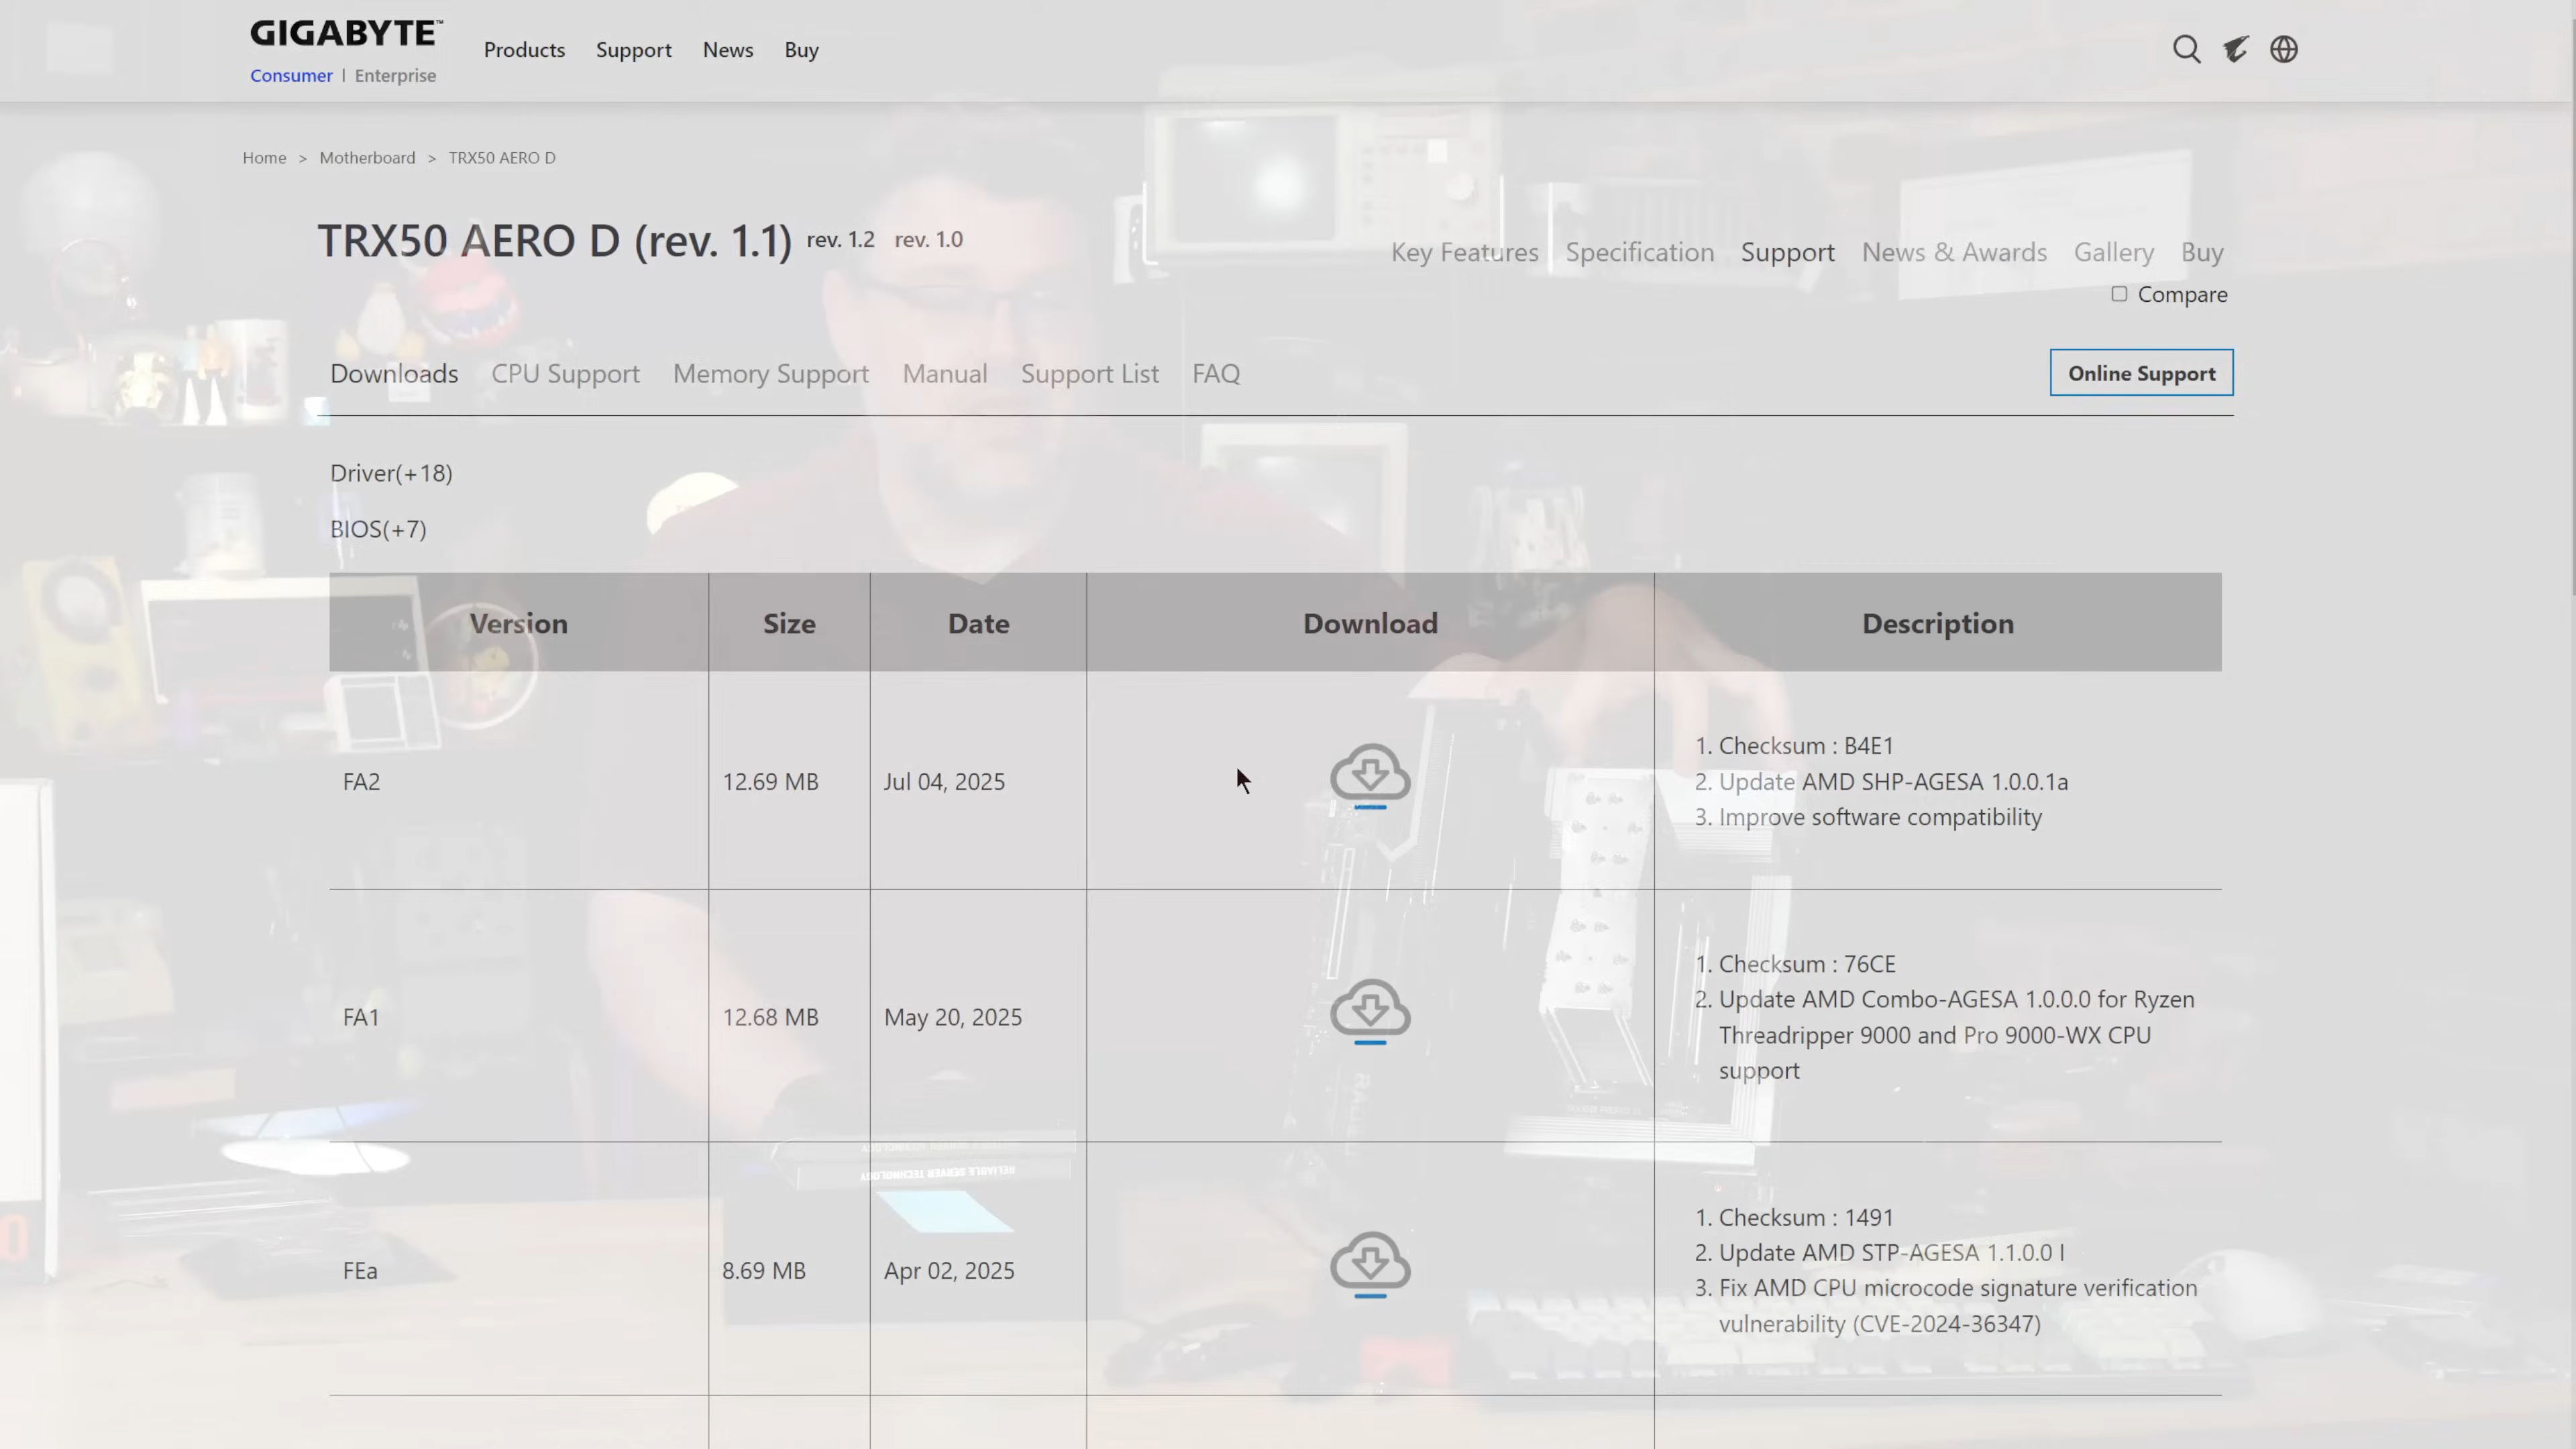 GIGABYTE™
Consumer | Enterprise
Products Support News Buy
Home > Motherboard > TRX50 AERO D
TRX50 AERO D (rev. 1.1) rev. 1.2 rev. 1.0
Key Features Specification Support News & Awards Gallery Buy
Compare
Downloads CPU Support Memory Support Manual Support List FAQ
Online Support
Driver(+18)
BIOS(+7)
Version Size Date Download Description
FA2 12.69 MB Jul 04, 2025
1. Checksum : B4E1
2. Update AMD SHP-AGESA 1.0.0.1a
3. Improve software compatibility
FA1 12.68 MB May 20, 2025
1. Checksum : 76CE
2. Update AMD Combo-AGESA 1.0.0.0 for Ryzen
Threadripper 9000 and Pro 9000-WX CPU
support
FEa 8.69 MB Apr 02, 2025
1. Checksum : 1491
2. Update AMD STP-AGESA 1.1.0.0 I
3. Fix AMD CPU microcode signature verification
vulnerability (CVE-2024-36347)
RELIABLE SERVER TECHNOLOGY